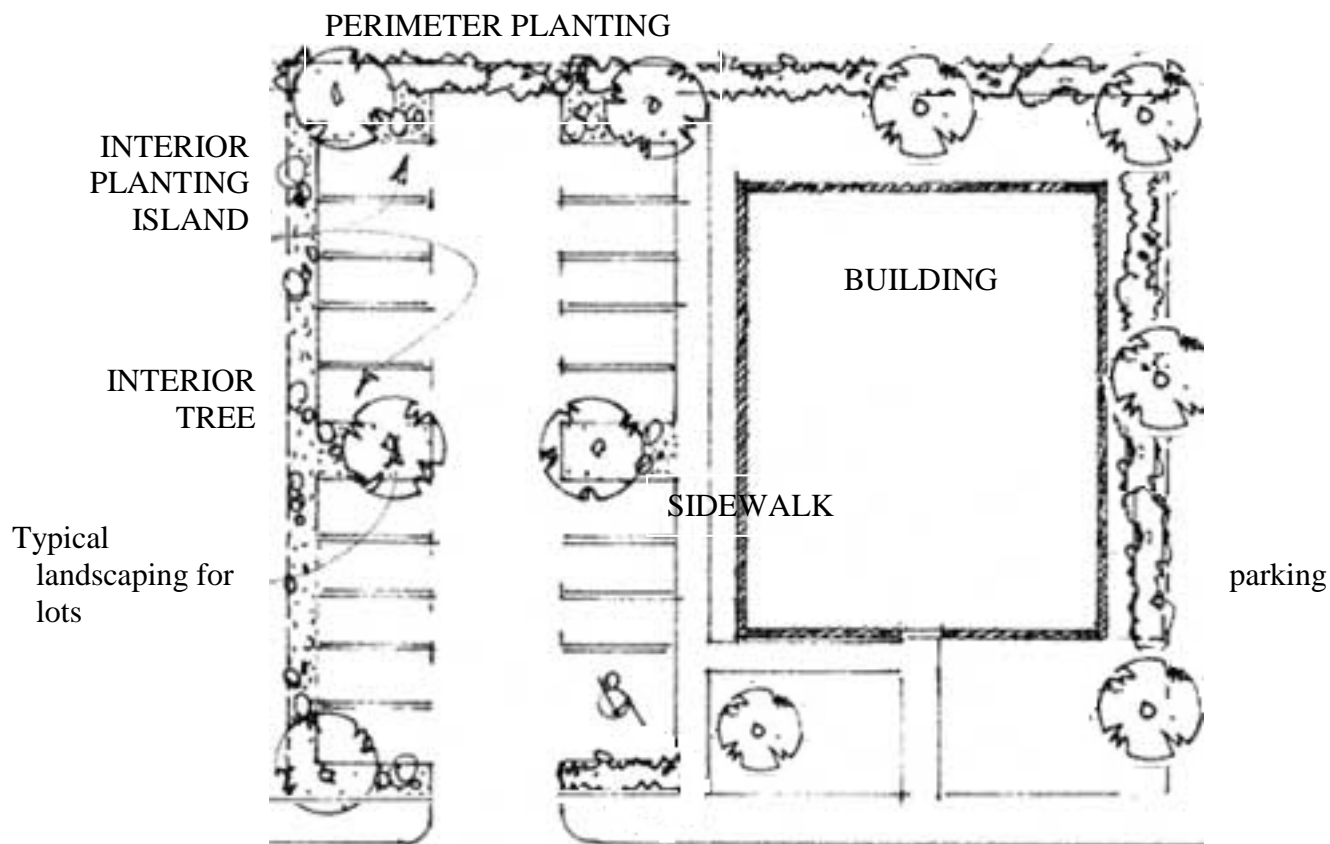 PERIMETER PLANTING
INTERIOR
PLANTING
ISLAND
BUILDING
INTERIOR
TREE
SIDEWALK
Typical
landscaping for parking
lots